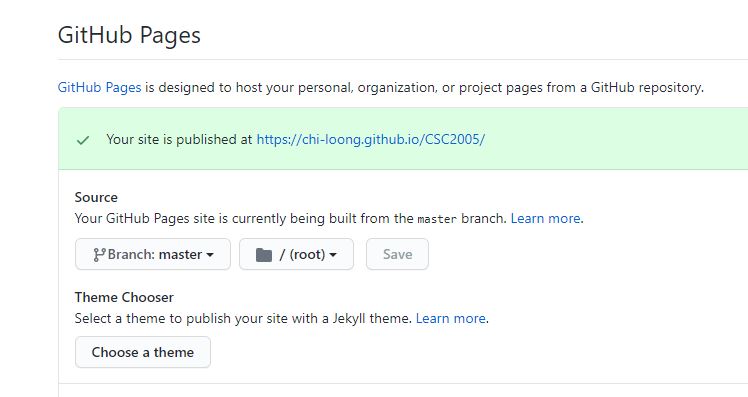 GitHub Pages
GitHub Pages is designed to host your personal, organization, or project pages from a GitHub repository.
Your site is published at https://chi-loong.github.io/CSC2005/
Source
Your GitHub Pages site is currently being built from the master branch. Learn more.
Branch: master / (root) Save
Theme Chooser
Select a theme to publish your site with a Jekyll theme. Learn more.
Choose a theme